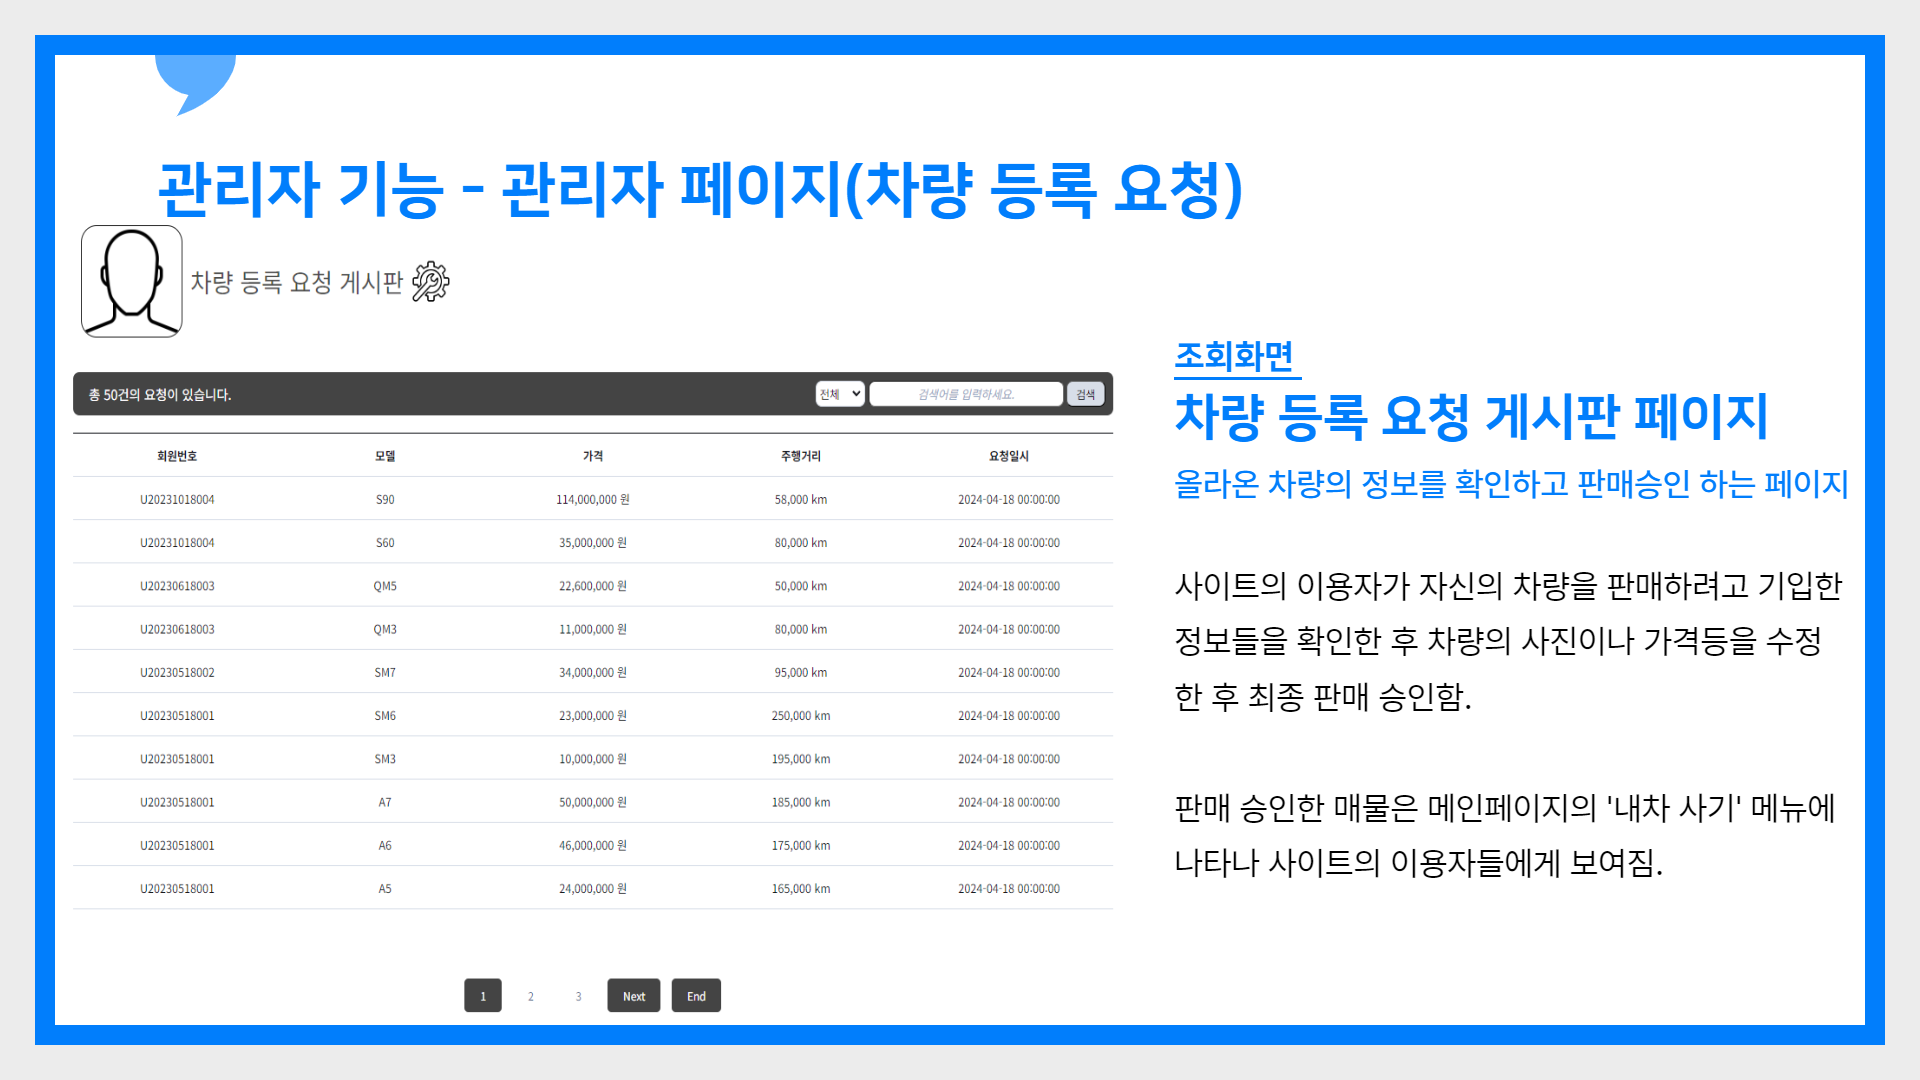 관리자 기능 - 관리자 페이지(차량 등록 요청)
차량 등록 요청 게시판
총 50건의 요청이 있습니다.
전체 검색어를 입력하세요. 검색
회원번호 모델 가격 주행거리 요청일시
U20231018004 S90 114,000,000 원 58,000 km 2024-04-18 00:00:00
U20231018004 S60 35,000,000 원 80,000 km 2024-04-18 00:00:00
U20230618003 QM5 22,600,000 원 50,000 km 2024-04-18 00:00:00
U20230618003 QM3 11,000,000 원 80,000 km 2024-04-18 00:00:00
U20230518002 SM7 34,000,000 원 95,000 km 2024-04-18 00:00:00
U20230518001 SM6 23,000,000 원 250,000 km 2024-04-18 00:00:00
U20230518001 SM3 10,000,000 원 195,000 km 2024-04-18 00:00:00
U20230518001 A7 50,000,000 원 185,000 km 2024-04-18 00:00:00
U20230518001 A6 46,000,000 원 175,000 km 2024-04-18 00:00:00
U20230518001 A5 24,000,000 원 165,000 km 2024-04-18 00:00:00
1 2 3 Next End
조회화면
차량 등록 요청 게시판 페이지
올라온 차량의 정보를 확인하고 판매승인 하는 페이지
사이트의 이용자가 자신의 차량을 판매하려고 기입한
정보들을 확인한 후 차량의 사진이나 가격등을 수정
한 후 최종 판매 승인함.
판매 승인한 매물은 메인페이지의 '내차 사기' 메뉴에
나타나 사이트의 이용자들에게 보여짐.